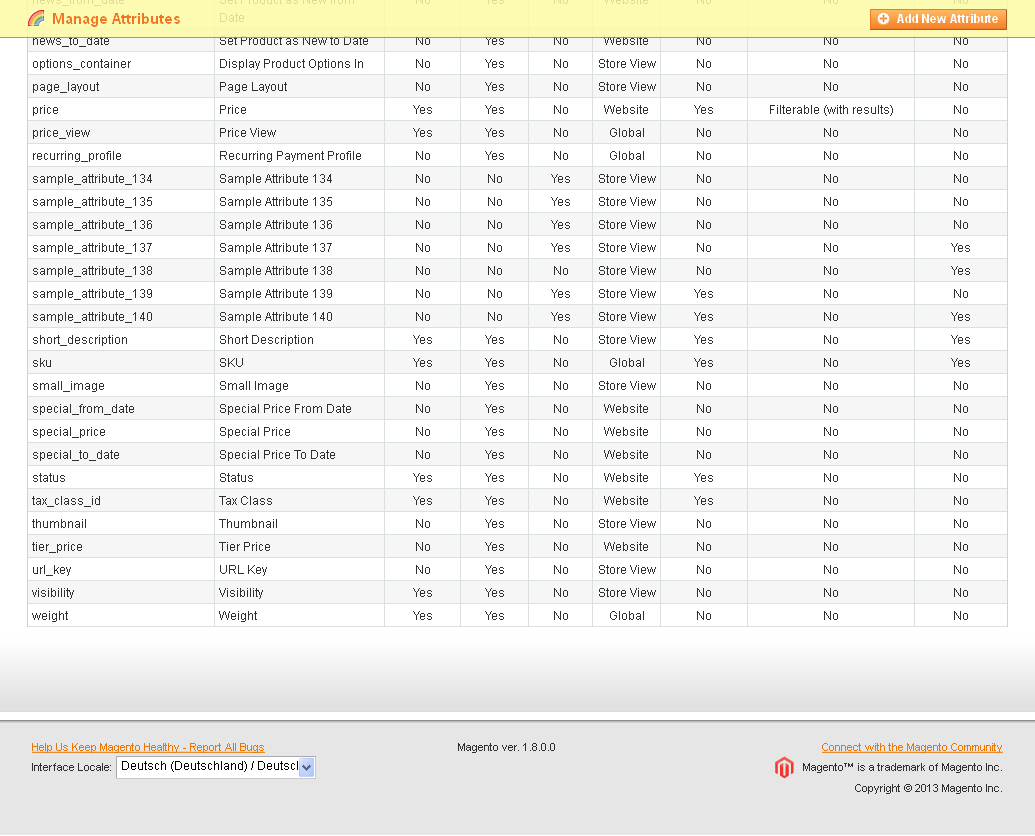 news_from_date Set Product as New from Date No Yes No Website No No No
Manage Attributes Add New Attribute
news_to_date Set Product as New to Date No Yes No Website No No No
options_container Display Product Options In No Yes No Store View No No No
page_layout Page Layout No Yes No Store View No No No
price Price Yes Yes No Website Yes Filterable (with results) No
price_view Price View Yes Yes No Global No No No
recurring_profile Recurring Payment Profile No Yes No Global No No No
sample_attribute_134 Sample Attribute 134 No No Yes Store View No No No
sample_attribute_135 Sample Attribute 135 No No Yes Store View No No No
sample_attribute_136 Sample Attribute 136 No No Yes Store View No No No
sample_attribute_137 Sample Attribute 137 No No Yes Store View No No Yes
sample_attribute_138 Sample Attribute 138 No No No Store View No No Yes
sample_attribute_139 Sample Attribute 139 No No Yes Store View Yes No No
sample_attribute_140 Sample Attribute 140 No No Yes Store View Yes No Yes
short_description Short Description Yes Yes No Store View Yes No Yes
sku SKU Yes Yes No Global Yes No Yes
small_image Small Image No Yes No Store View No No No
special_from_date Special Price From Date No Yes No Website No No No
special_price Special Price No Yes No Website No No No
special_to_date Special Price To Date No Yes No Website No No No
status Status Yes Yes No Website Yes No No
tax_class_id Tax Class Yes Yes No Website Yes No No
thumbnail Thumbnail No Yes No Store View No No No
tier_price Tier Price No Yes No Website No No No
url_key URL Key No Yes No Store View No No No
visibility Visibility Yes Yes No Store View No No No
weight Weight Yes Yes No Global No No No
Help Us Keep Magento Healthy - Report All Bugs Magento ver. 1.8.0.0 Connect with the Magento Community
Interface Locale: Deutsch (Deutschland) / Deutscl Magento™ is a trademark of Magento Inc.
Copyright © 2013 Magento Inc.